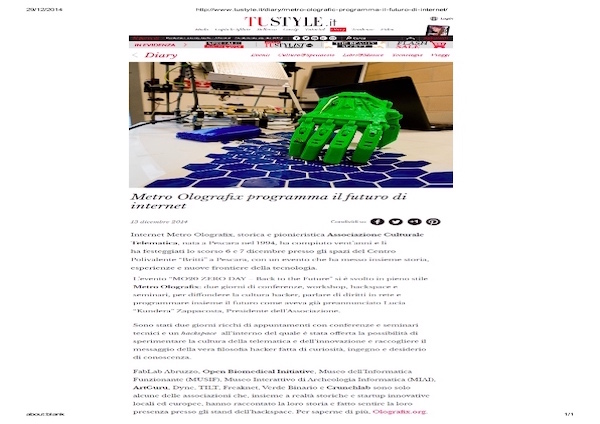 29/12/2014
http://www.tustyle.it/diary/metro-olografix-programma-il-futuro-di-internet/
TUSTYLE.it
Login
IN EVIDENZA
TUSTYLIST
FLASH SALE
Diary
Viaggi
Metro Olografix programma il futuro di
internet
15 dicembre 2014
Condividi su
Internet Metro Olografix, storica e pionieristica Associazione Culturale
Telematica, nata a Pescara nel 1994, ha compiuto vent'anni e li
ha festeggiati lo scorso 6 e 7 dicembre presso gli spazi del Centro
Polivalente "Britti" a Pescara, con un evento che ha messo insieme storia,
esperienze e nuove frontiere della tecnologia.
L'evento "MO20 ZERO DAY – Back to the Future" si è svolto in pieno stile
Metro Olografix: due giorni di conferenze, workshop, hackspace e
seminari, per diffondere la cultura hacker, parlare di diritti in rete e
programmare insieme il futuro come aveva già preannunciato Lucia
"Kundera" Zappacosta, Presidente dell'Associazione.
Sono stati due giorni ricchi di appuntamenti con conferenze e seminari
tecnici e un hackspace all'interno del quale è stata offerta la possibilità di
sperimentare la cultura della telematica e dell'innovazione e raccogliere il
messaggio della vera filosofia hacker fatta di curiosità, ingegno e desiderio
di conoscenza.
FabLab Abruzzo, Open Biomedical Initiative, Museo dell'Informatica
Funzionante (MUSIF), Museo Interattivo di Archeologia Informatica (MIAI),
ArtGuru, Dyne, TILT, Freaknet, Verde Binario e Crunchlab sono solo
alcune delle associazioni che, insieme a realtà storiche e startup innovative
locali ed europee, hanno raccontato la loro storia e fatto sentire la loro
presenza presso gli stand dell'hackspace. Per saperne di più, Olografix.org.
about:blank
1/1